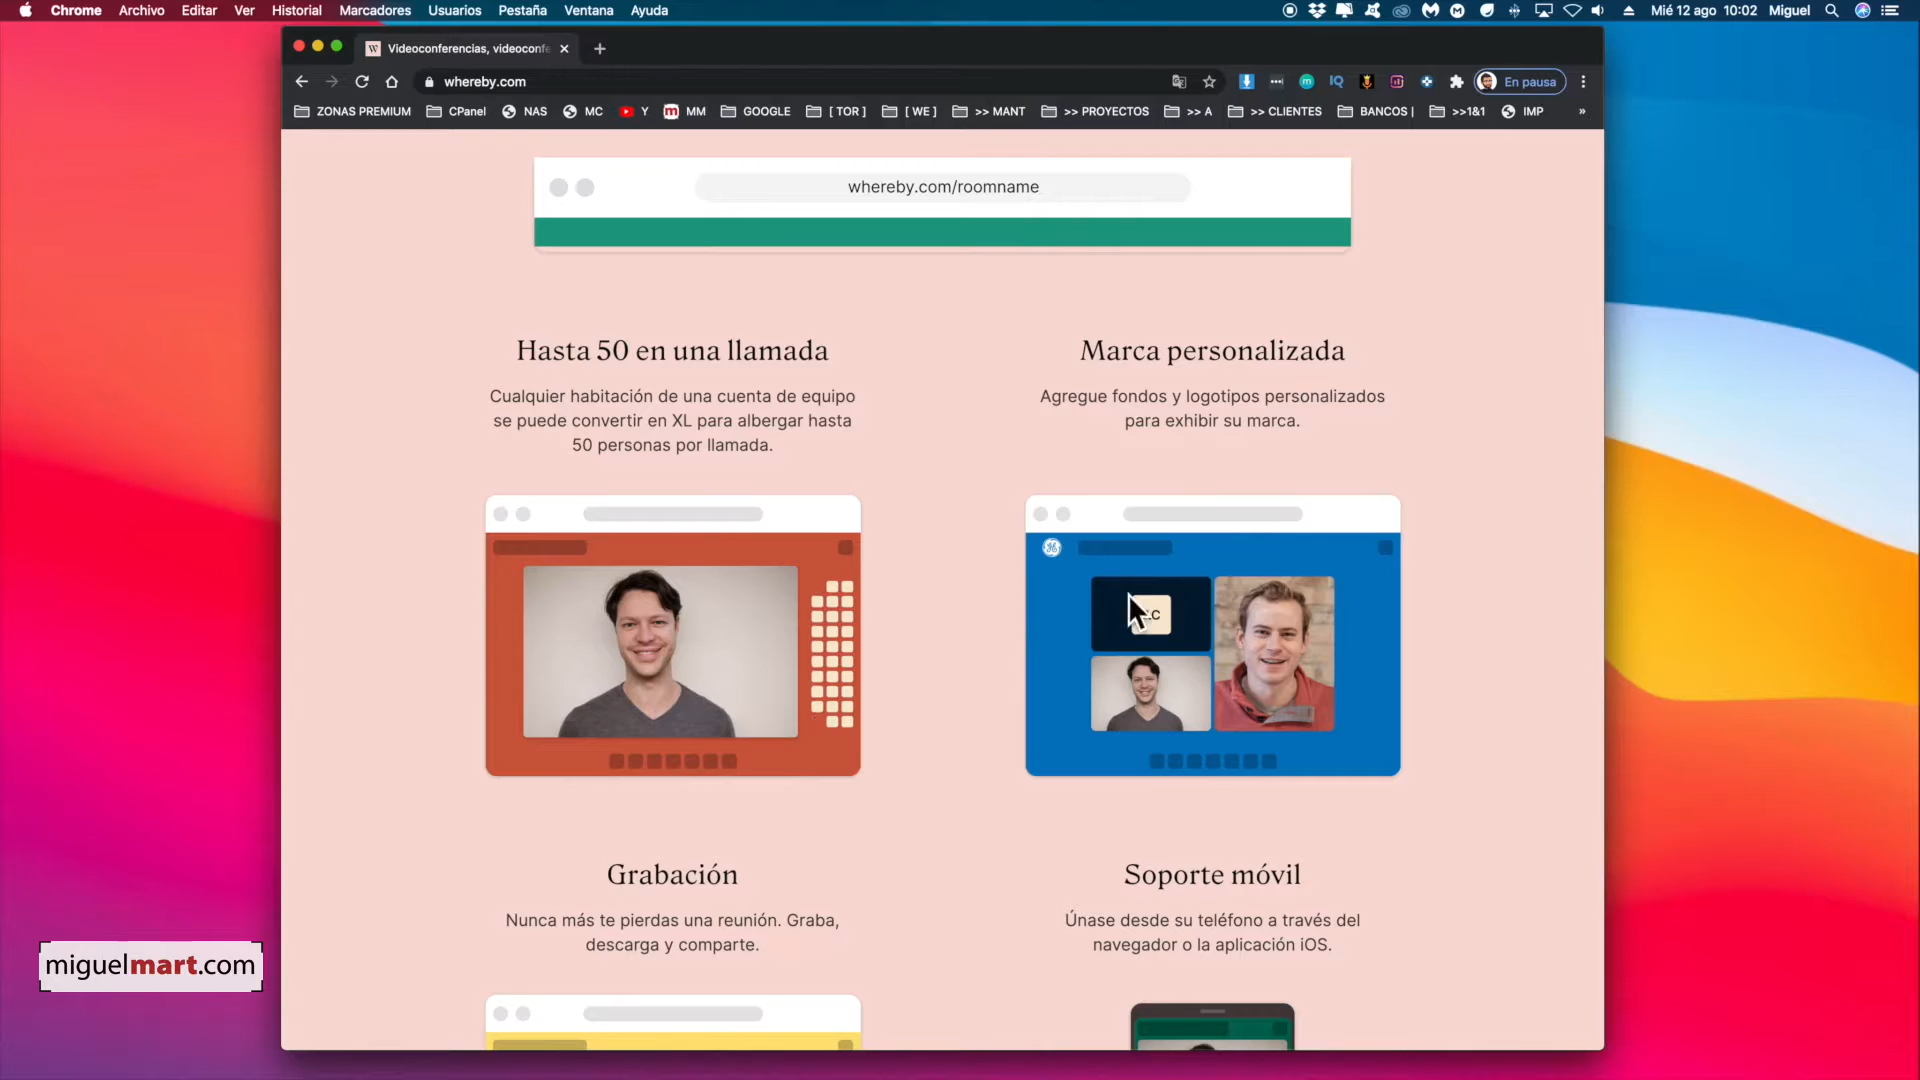 Chrome Archivo Editar Ver Historial Marcadores Usuarios Pestaña Ventana Ayuda Mié 12 ago 10:02 Miguel
Videoconferencias, videoconfe
whereby.com En pausa
ZONAS PREMIUM CPanel NAS MC Y MM GOOGLE [ TOR ] [ WE ] >> MANT >> PROYECTOS >> A >> CLIENTES BANCOS | >>1&1 IMP »
whereby.com/roomname
Hasta 50 en una llamada
Cualquier habitación de una cuenta de equipo
se puede convertir en XL para albergar hasta
50 personas por llamada.
Marca personalizada
Agregue fondos y logotipos personalizados
para exhibir su marca.
Grabación
Nunca más te pierdas una reunión. Graba,
descarga y comparte.
Soporte móvil
Únase desde su teléfono a través del
navegador o la aplicación iOS.
miguelmart.com